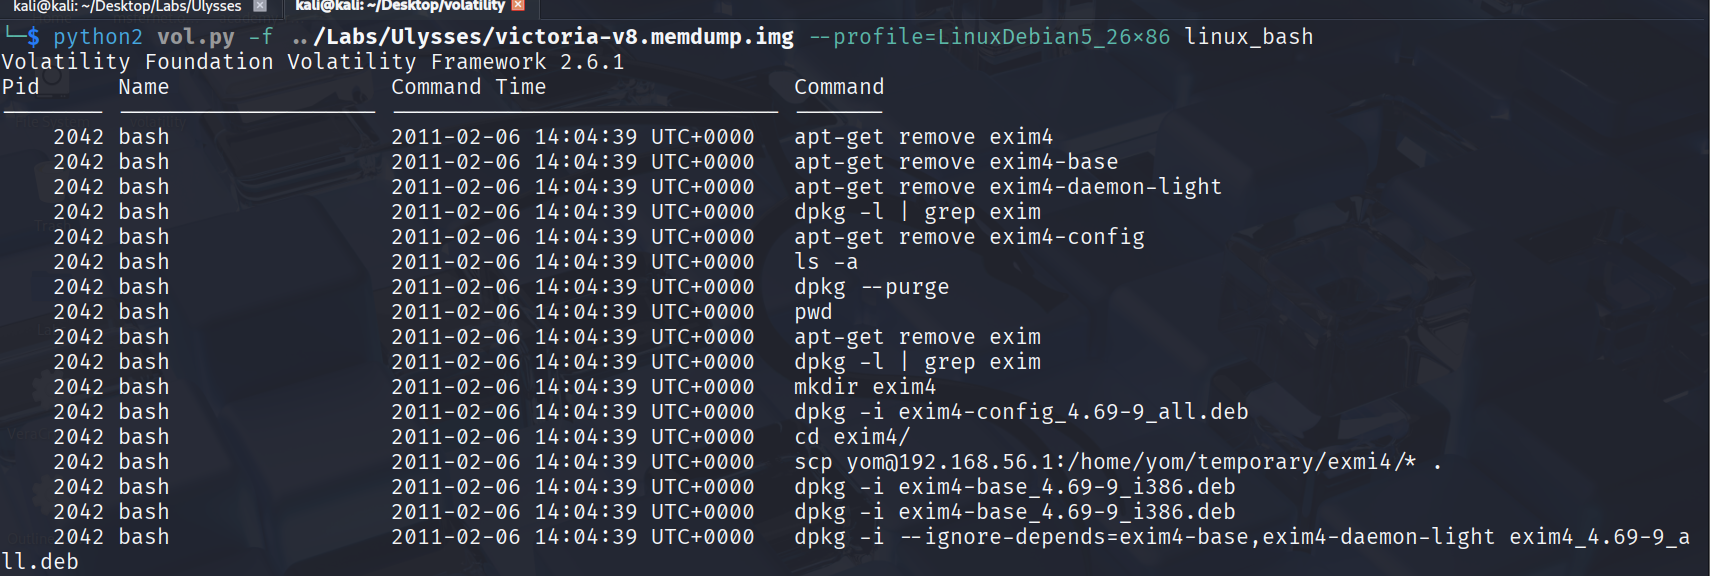 kali@kali: ~/Desktop/Labs/Ulysses kali@kali: ~/Desktop/volatility
└─$ python2 vol.py -f ../Labs/Ulysses/victoria-v8.memdump.img --profile=LinuxDebian5_26×86 linux_bash
Volatility Foundation Volatility Framework 2.6.1
Pid      Name                 Command Time                   Command
-------- -------------------- ------------------------------ -------
    2042 bash                 2011-02-06 14:04:39 UTC+0000   apt-get remove exim4
    2042 bash                 2011-02-06 14:04:39 UTC+0000   apt-get remove exim4-base
    2042 bash                 2011-02-06 14:04:39 UTC+0000   apt-get remove exim4-daemon-light
    2042 bash                 2011-02-06 14:04:39 UTC+0000   dpkg -l | grep exim
    2042 bash                 2011-02-06 14:04:39 UTC+0000   apt-get remove exim4-config
    2042 bash                 2011-02-06 14:04:39 UTC+0000   ls -a
    2042 bash                 2011-02-06 14:04:39 UTC+0000   dpkg --purge
    2042 bash                 2011-02-06 14:04:39 UTC+0000   pwd
    2042 bash                 2011-02-06 14:04:39 UTC+0000   apt-get remove exim
    2042 bash                 2011-02-06 14:04:39 UTC+0000   dpkg -l | grep exim
    2042 bash                 2011-02-06 14:04:39 UTC+0000   mkdir exim4
    2042 bash                 2011-02-06 14:04:39 UTC+0000   dpkg -i exim4-config_4.69-9_all.deb
    2042 bash                 2011-02-06 14:04:39 UTC+0000   cd exim4/
    2042 bash                 2011-02-06 14:04:39 UTC+0000   scp yom@192.168.56.1:/home/yom/temporary/exmi4/* .
    2042 bash                 2011-02-06 14:04:39 UTC+0000   dpkg -i exim4-base_4.69-9_i386.deb
    2042 bash                 2011-02-06 14:04:39 UTC+0000   dpkg -i exim4-base_4.69-9_i386.deb
    2042 bash                 2011-02-06 14:04:39 UTC+0000   dpkg -i --ignore-depends=exim4-base,exim4-daemon-light exim4_4.69-9_a
ll.deb